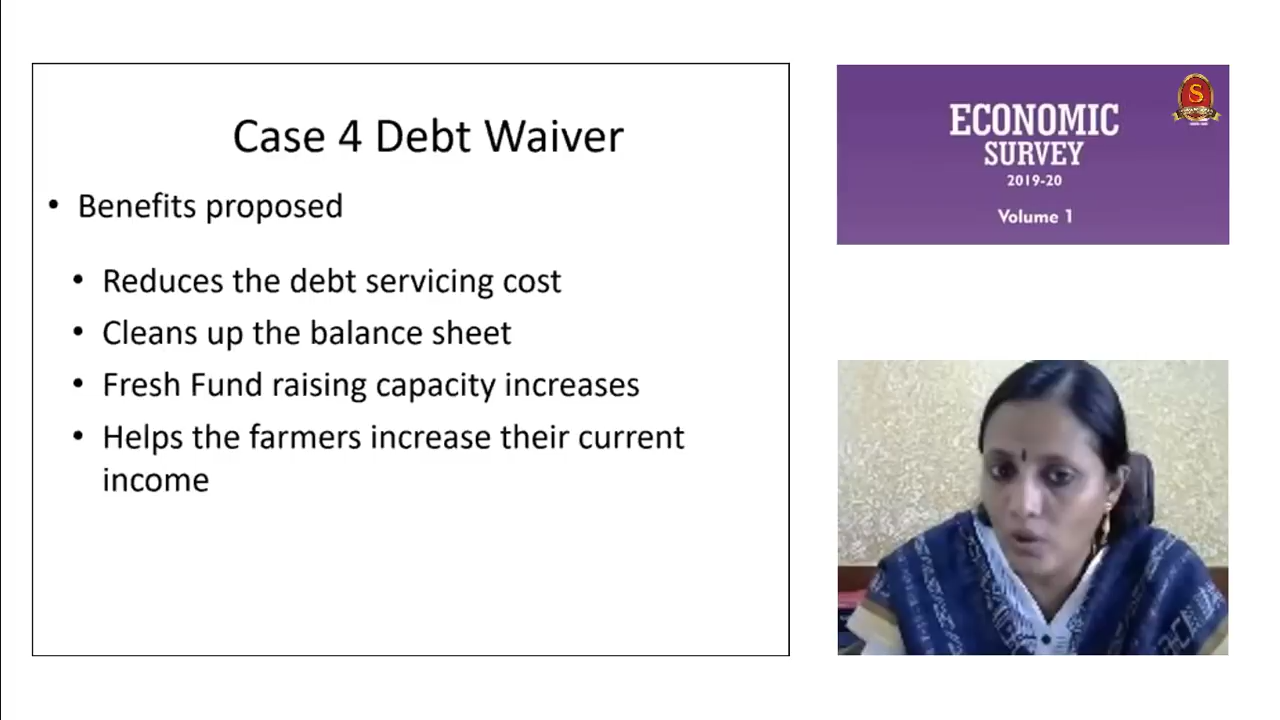 Case 4 Debt Waiver
• Benefits proposed
• Reduces the debt servicing cost
• Cleans up the balance sheet
• Fresh Fund raising capacity increases
• Helps the farmers increase their current
income
ECONOMIC
SURVEY
2019-20
Volume 1
S